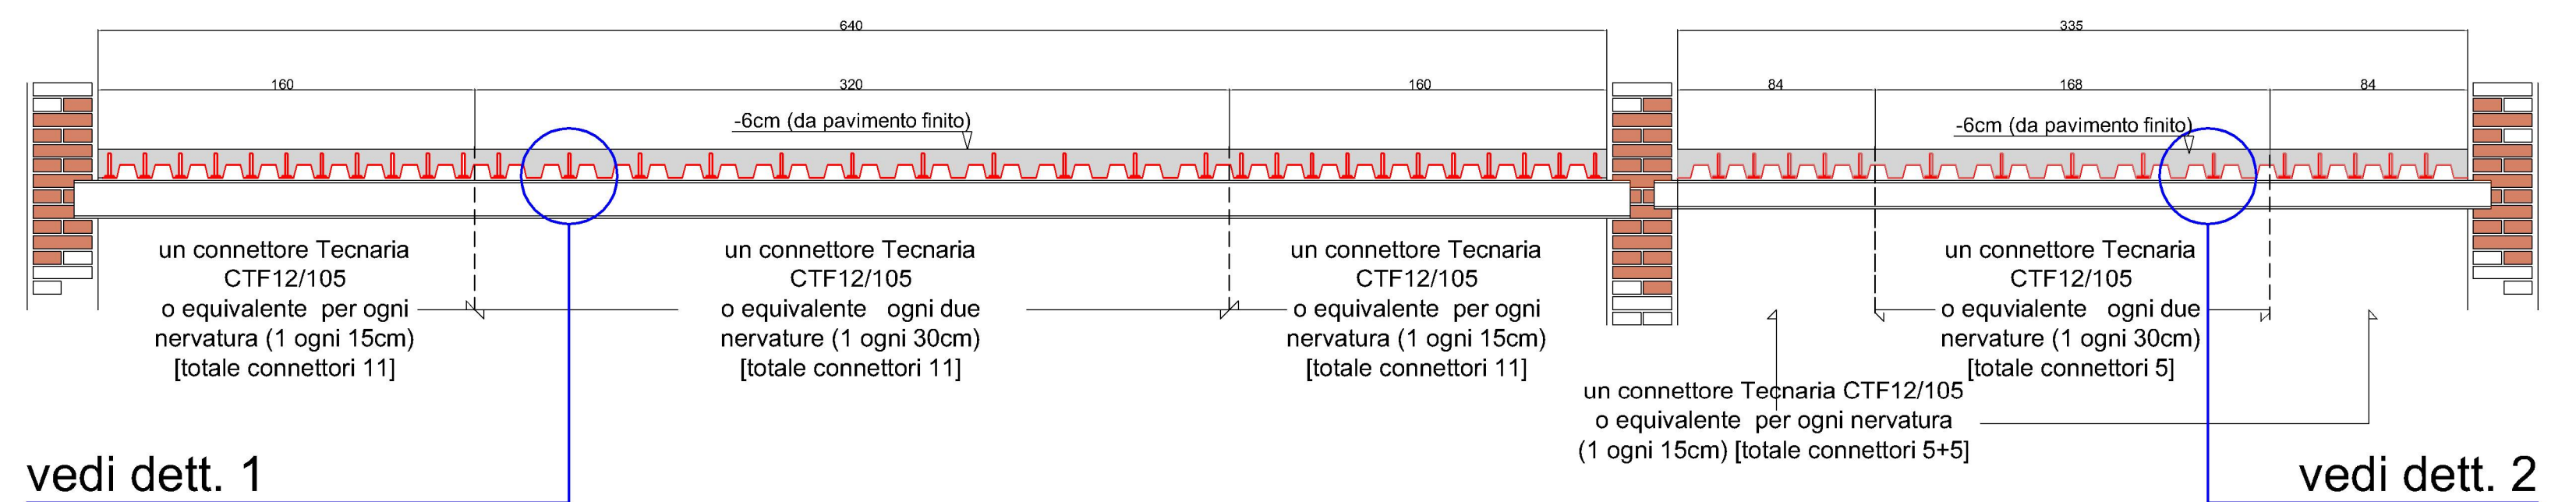 640
335
160
320
160
84
168
84
-6cm (da pavimento finito)
-6cm (da pavimento finito)
un connettore Tecnaria
CTF12/105
o equivalente per ogni
nervatura (1 ogni 15cm)
[totale connettori 11]
un connettore Tecnaria
CTF12/105
o equivalente ogni due
nervature (1 ogni 30cm)
[totale connettori 11]
un connettore Tecnaria
CTF12/105
o equivalente per ogni
nervatura (1 ogni 15cm)
[totale connettori 11]
un connettore Tecnaria
CTF12/105
o equvialente ogni due
nervature (1 ogni 30cm)
[totale connettori 5]
un connettore Tecnaria CTF12/105
o equivalente per ogni nervatura
(1 ogni 15cm) [totale connettori 5+5]
vedi dett. 1
vedi dett. 2